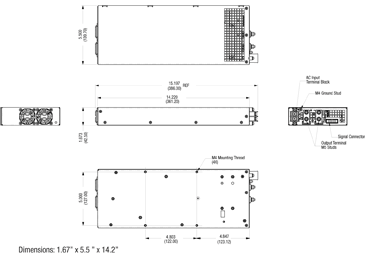 5.500
(139.70)
15.197 REF
(386.00)
14.220
(361.20)
AC Input
Terminal Block
M4 Ground Stud
1.673
(42.50)
Signal Connector
Output Terminal
M5 Studs
M4 Mounting Thread
(4X)
5.000
(127.00)
4.803
(122.00)
4.847
(123.12)
Dimensions: 1.67" x 5.5 " x 14.2"